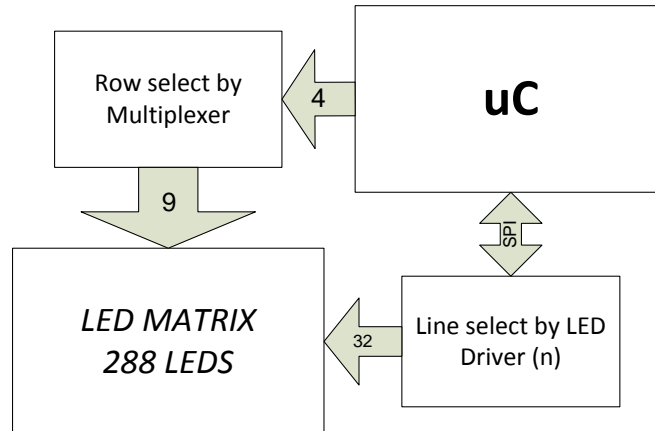 Row select by
Multiplexer
4
uC
9
SPI
LED MATRIX
288 LEDS
32
Line select by LED
Driver (n)